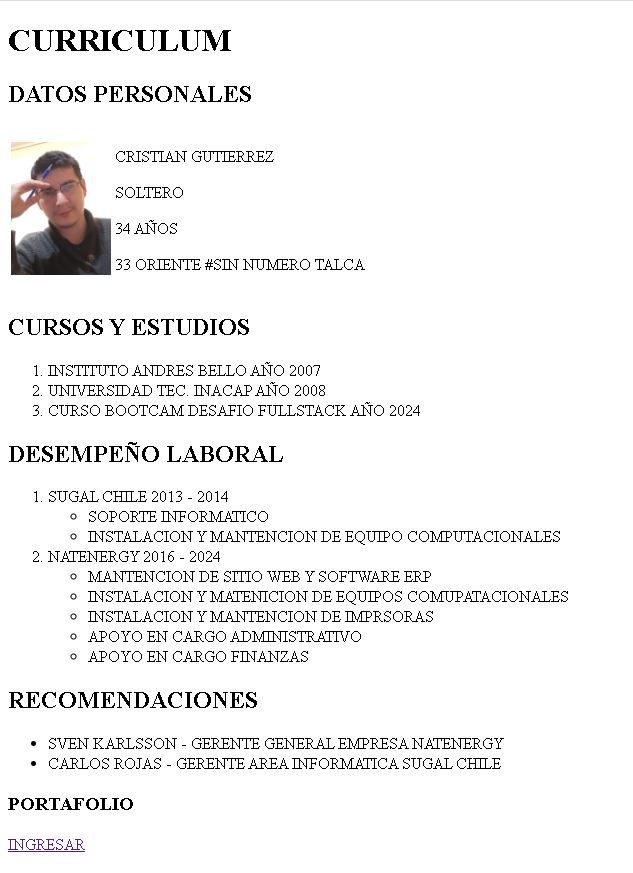 CURRICULUM
DATOS PERSONALES
CRISTIAN GUTIERREZ
SOLTERO
34 AÑOS
33 ORIENTE #SIN NUMERO TALCA
CURSOS Y ESTUDIOS
1. INSTITUTO ANDRES BELLO AÑO 2007
2. UNIVERSIDAD TEC. INACAP AÑO 2008
3. CURSO BOOTCAM DESAFIO FULLSTACK AÑO 2024
DESEMPEÑO LABORAL
1. SUGAL CHILE 2013 - 2014
○ SOPORTE INFORMATICO
○ INSTALACION Y MANTENCION DE EQUIPO COMPUTACIONALES
2. NATENERGY 2016 - 2024
○ MANTENCION DE SITIO WEB Y SOFTWARE ERP
○ INSTALACION Y MATENICION DE EQUIPOS COMUPATACIONALES
○ INSTALACION Y MANTENCION DE IMPRSORAS
○ APOYO EN CARGO ADMINISTRATIVO
○ APOYO EN CARGO FINANZAS
RECOMENDACIONES
• SVEN KARLSSON - GERENTE GENERAL EMPRESA NATENERGY
• CARLOS ROJAS - GERENTE AREA INFORMATICA SUGAL CHILE
PORTAFOLIO
INGRESAR